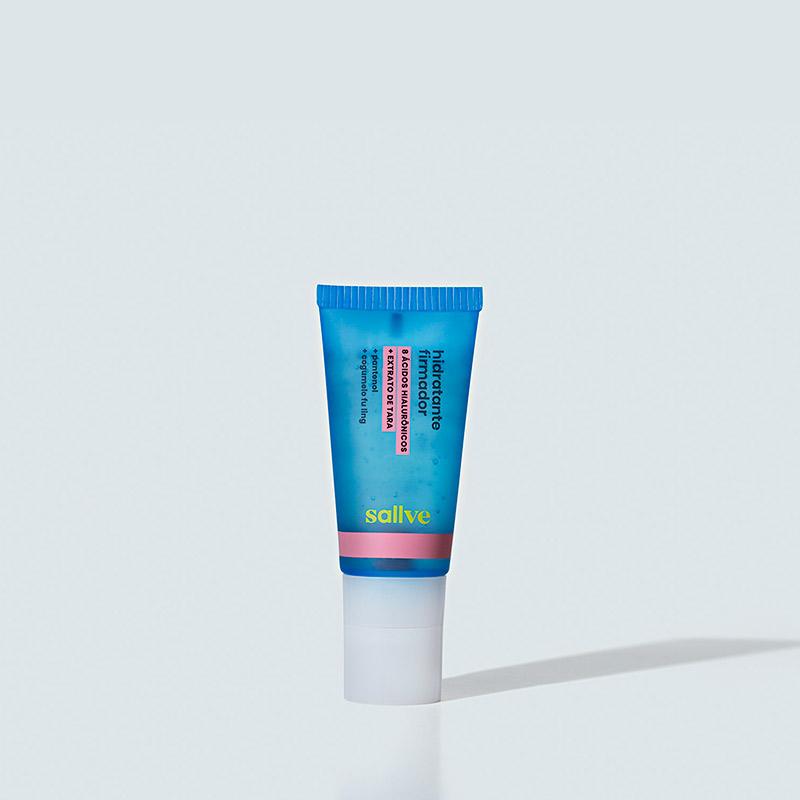 hidratante
firmador
8 ÁCIDOS HIALURÔNICOS
+ EXTRATO DE TARA
+ pantenol
+ cogumelo fu ling
sallve